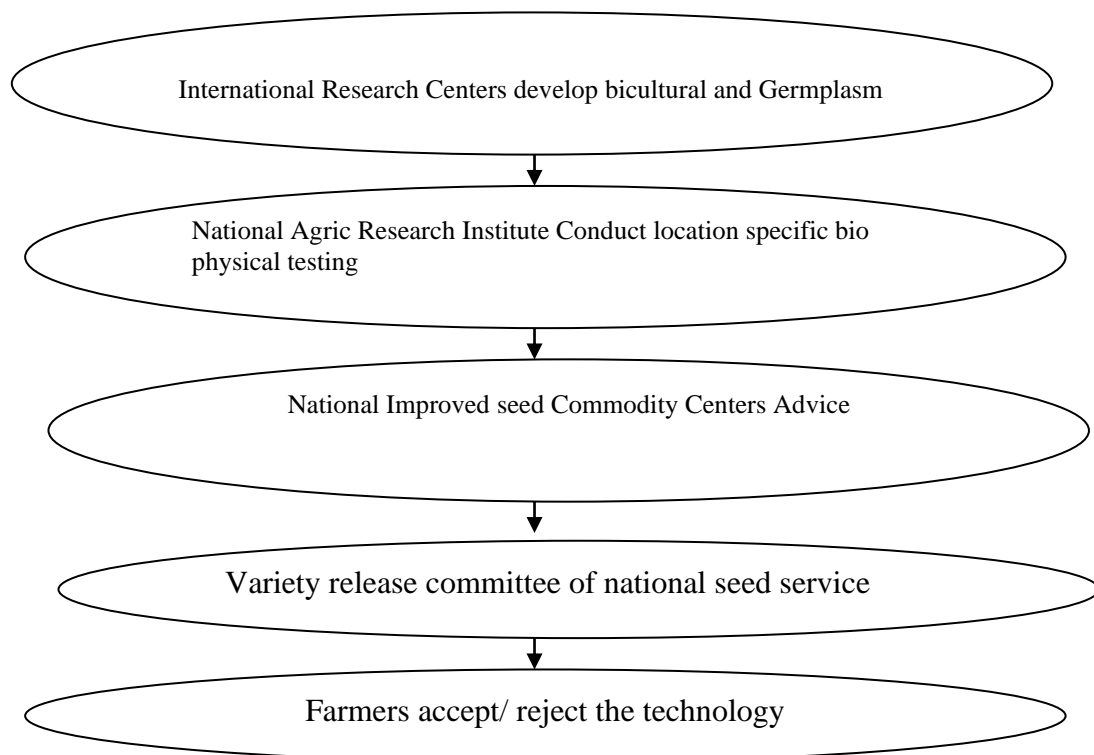 International Research Centers develop bicultural and Germplasm
National Agric Research Institute Conduct location specific bio
physical testing
National Improved seed Commodity Centers Advice
Variety release committee of national seed service
Farmers accept/ reject the technology